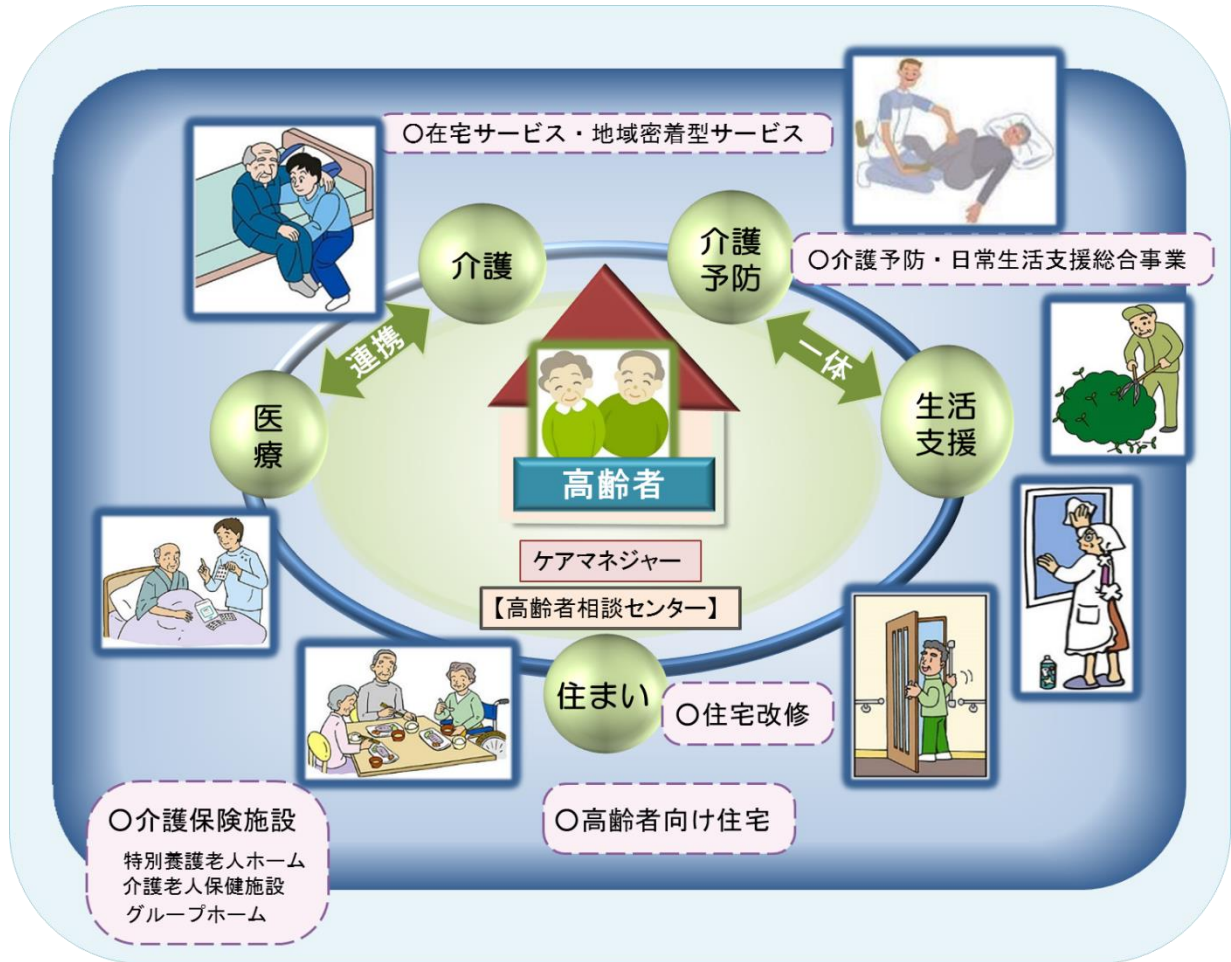 〇在宅サービス・地域密着型サービス
介護
介護
予防
〇介護予防・日常生活支援総合事業
連携
一体
医
療
生活
支援
高齢者
ケアマネジャー
【高齢者相談センター】
住まい
〇住宅改修
〇高齢者向け住宅
〇介護保険施設
特別養護老人ホーム
介護老人保健施設
グループホーム